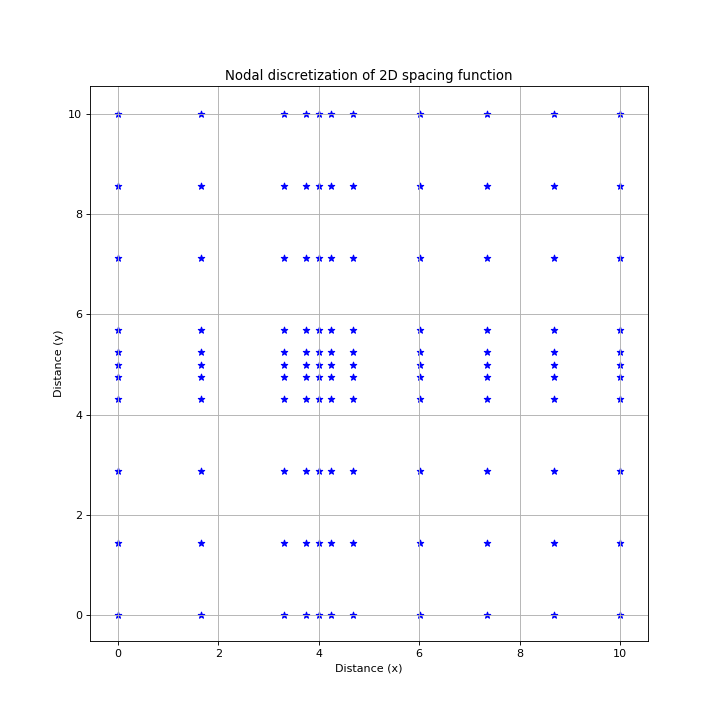 Nodal discretization of 2D spacing function
10
8
6
4
2
0
Distance (y)
0 2 4 6 8 10
Distance (x)